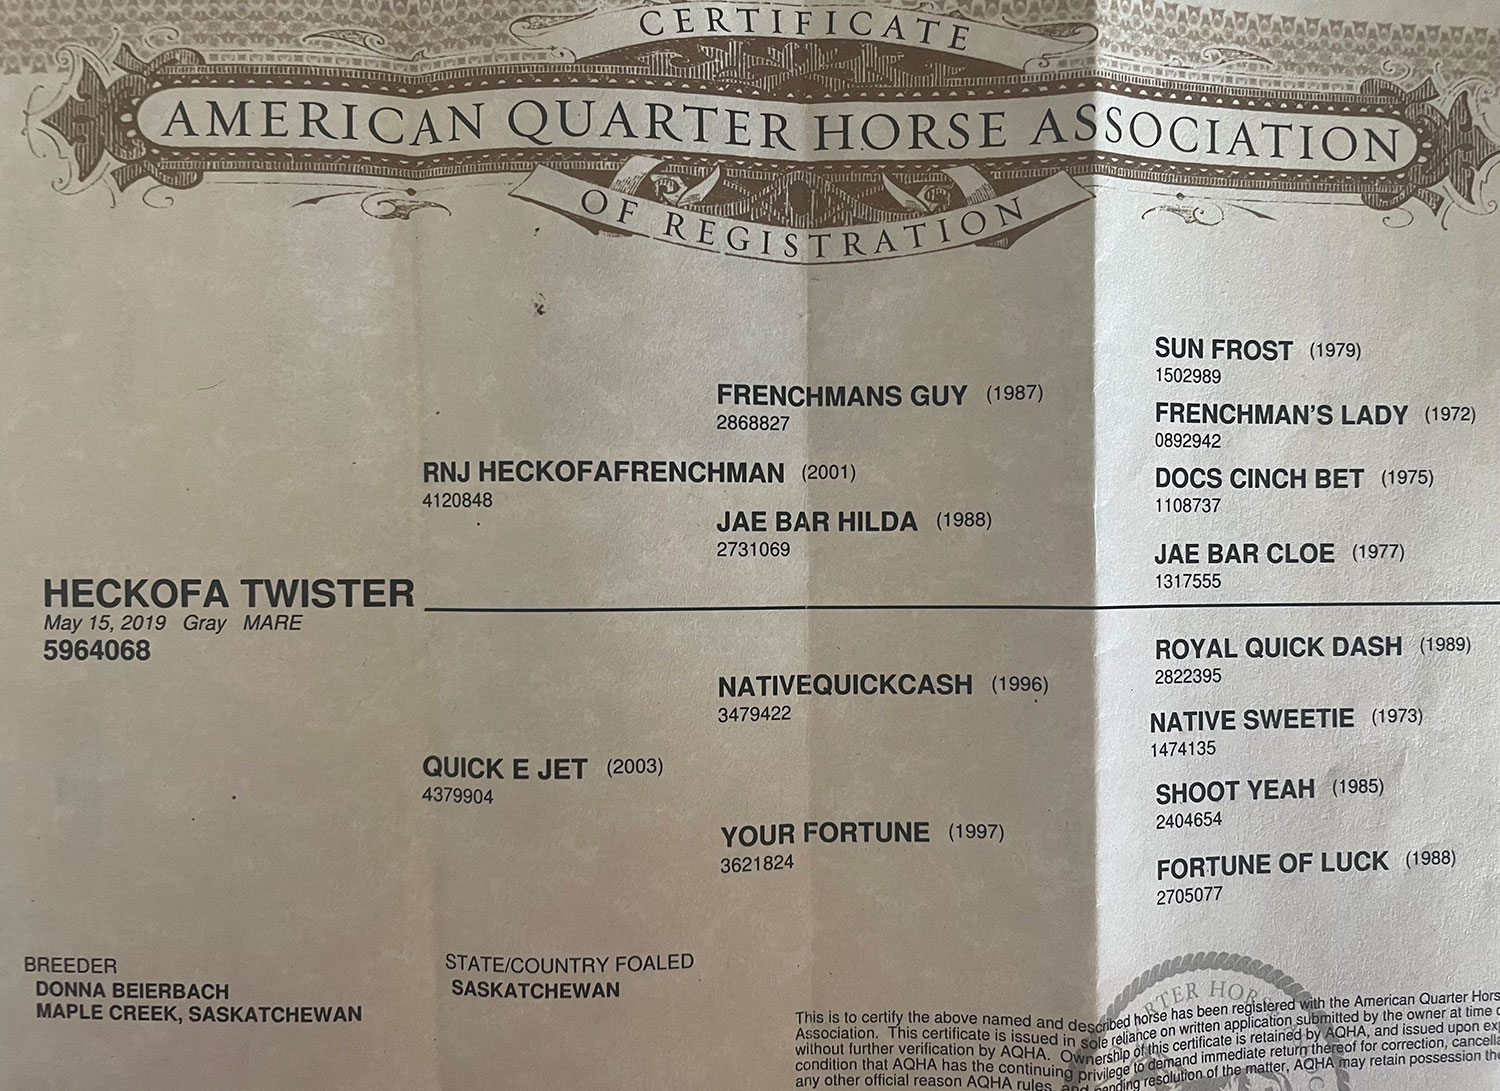 CERTIFICATE
AMERICAN QUARTER HORSE ASSOCIATION
OF REGISTRATION
SUN FROST (1979)
1502989
FRENCHMANS GUY (1987)
2868827
FRENCHMAN'S LADY (1972)
0892942
RNJ HECKOFAFRENCHMAN (2001)
4120848
DOCS CINCH BET (1975)
1108737
JAE BAR HILDA (1988)
2731069
JAE BAR CLOE (1977)
1317555
HECKOFA TWISTER
May 15, 2019 Gray MARE
5964068
ROYAL QUICK DASH (1989)
2822395
NATIVEQUICKCASH (1996)
3479422
NATIVE SWEETIE (1973)
1474135
QUICK E JET (2003)
4379904
SHOOT YEAH (1985)
2404654
YOUR FORTUNE (1997)
3621824
FORTUNE OF LUCK (1988)
2705077
BREEDER
DONNA BEIERBACH
MAPLE CREEK, SASKATCHEWAN
STATE/COUNTRY FOALED
SASKATCHEWAN
This is to certify the above named and described horse has been registered with the American Quarter Hors
Association. This certificate is issued in sole reliance on written application submitted by the owner at time
without further verification by AQHA. Ownership of this certificate is retained by AQHA, and issued upon
condition that AQHA has the continuing privilege to demand immediate return thereof for correction,
any other official reason AQHA rules, and pending resolution of the matter, AQHA may retain possession